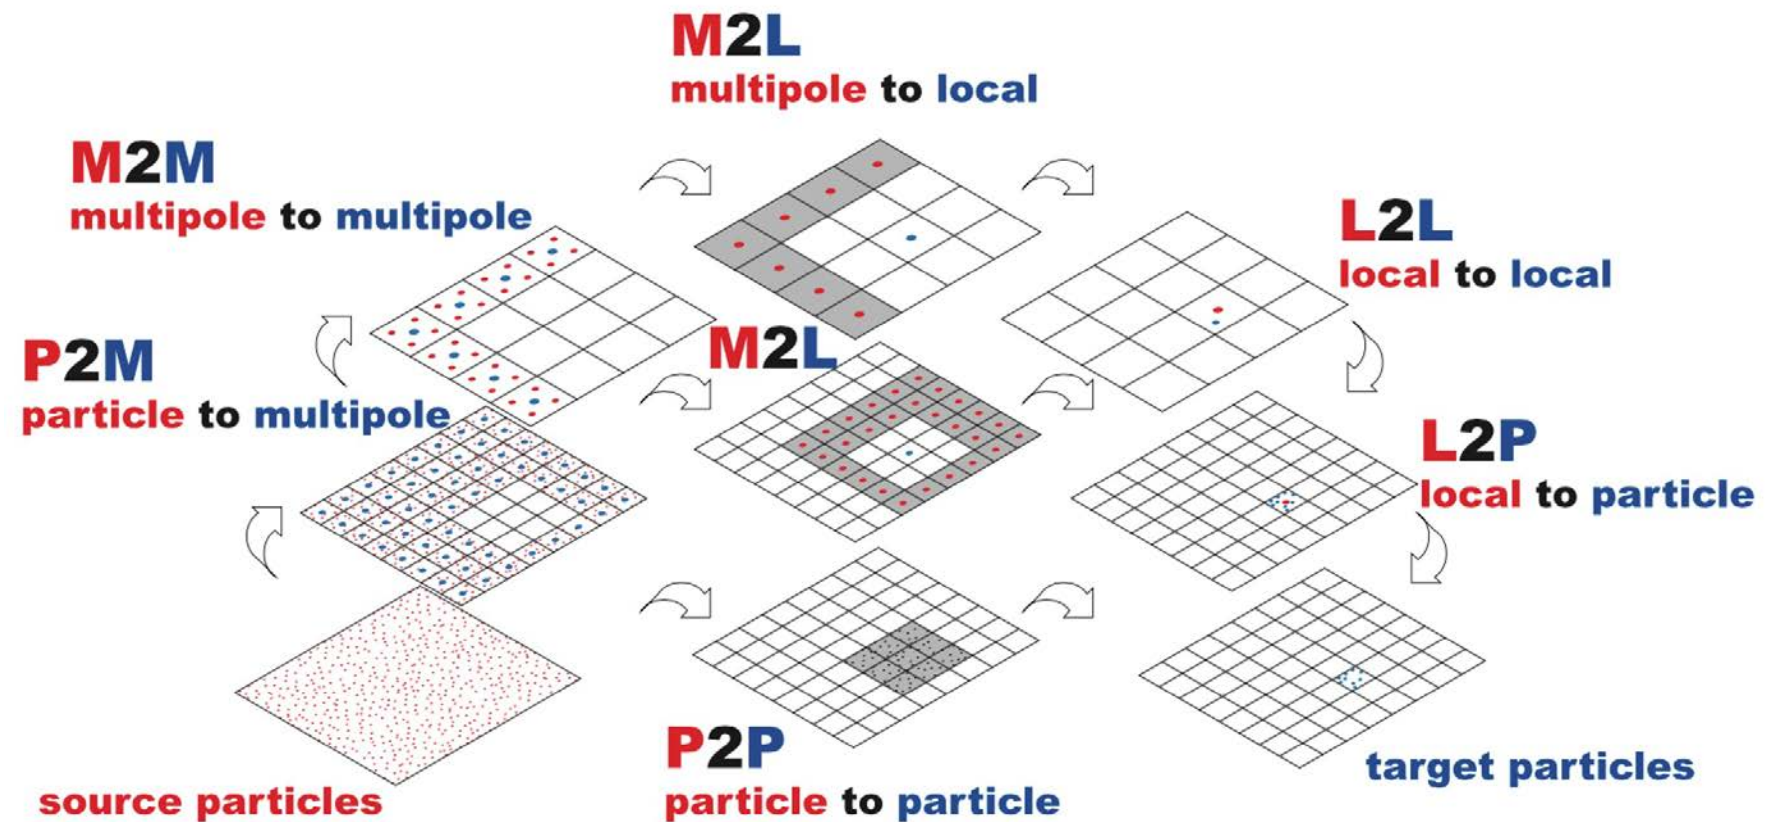 M2L
multipole to local
M2M
multipole to multipole
L2L
local to local
M2L
P2M
particle to multipole
L2P
local to particle
P2P
particle to particle
source particles
target particles